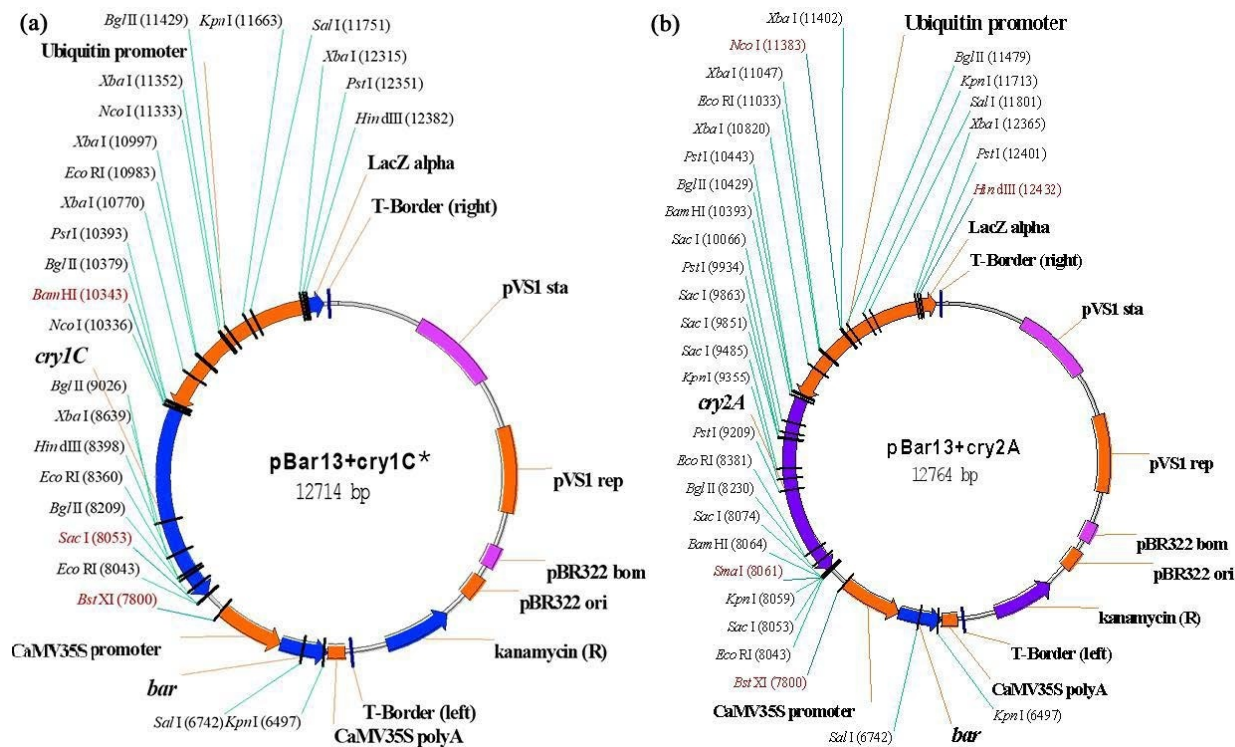 (a)
BglII (11429)
KpnI (11663)
SalI (11751)
Ubiquitin promoter
XbaI (12315)
XbaI (11352)
PstI (12351)
NcoI (11333)
HindIII (12382)
XbaI (10997)
LacZ alpha
EcoRI (10983)
T-Border (right)
XbaI (10770)
PstI (10393)
BglII (10379)
pVS1 sta
BamHI (10343)
NcoI (10336)
cry1C
BglII (9026)
XbaI (8639)
pBar13+cry1C*
HindIII (8398)
12714 bp
pVS1 rep
EcoRI (8360)
BglII (8209)
SacI (8053)
EcoRI (8043)
pBR322 bom
BstXI (7800)
pBR322 ori
CaMV35S promoter
kanamycin (R)
bar
T-Border (left)
SalI (6742)
KpnI (6497)
CaMV35S polyA
(b)
XbaI (11402)
Ubiquitin promoter
NcoI (11383)
BglII (11479)
XbaI (11047)
KpnI (11713)
EcoRI (11033)
SalI (11801)
XbaI (10820)
XbaI (12365)
PstI (10443)
PstI (12401)
BglII (10429)
HindIII (12432)
BamHI (10393)
LacZ alpha
SacI (10066)
T-Border (right)
PstI (9934)
SacI (9863)
pVS1 sta
SacI (9851)
SacI (9485)
KpnI (9355)
cry2A
PstI (9209)
pBar13+cry2A
EcoRI (8381)
12764 bp
pVS1 rep
BglII (8230)
SacI (8074)
BamHI (8064)
pBR322 bom
SmaI (8061)
pBR322 ori
KpnI (8059)
SacI (8053)
kanamycin (R)
EcoRI (8043)
T-Border (left)
BstXI (7800)
CaMV35S polyA
CaMV35S promoter
KpnI (6497)
bar
SalI (6742)